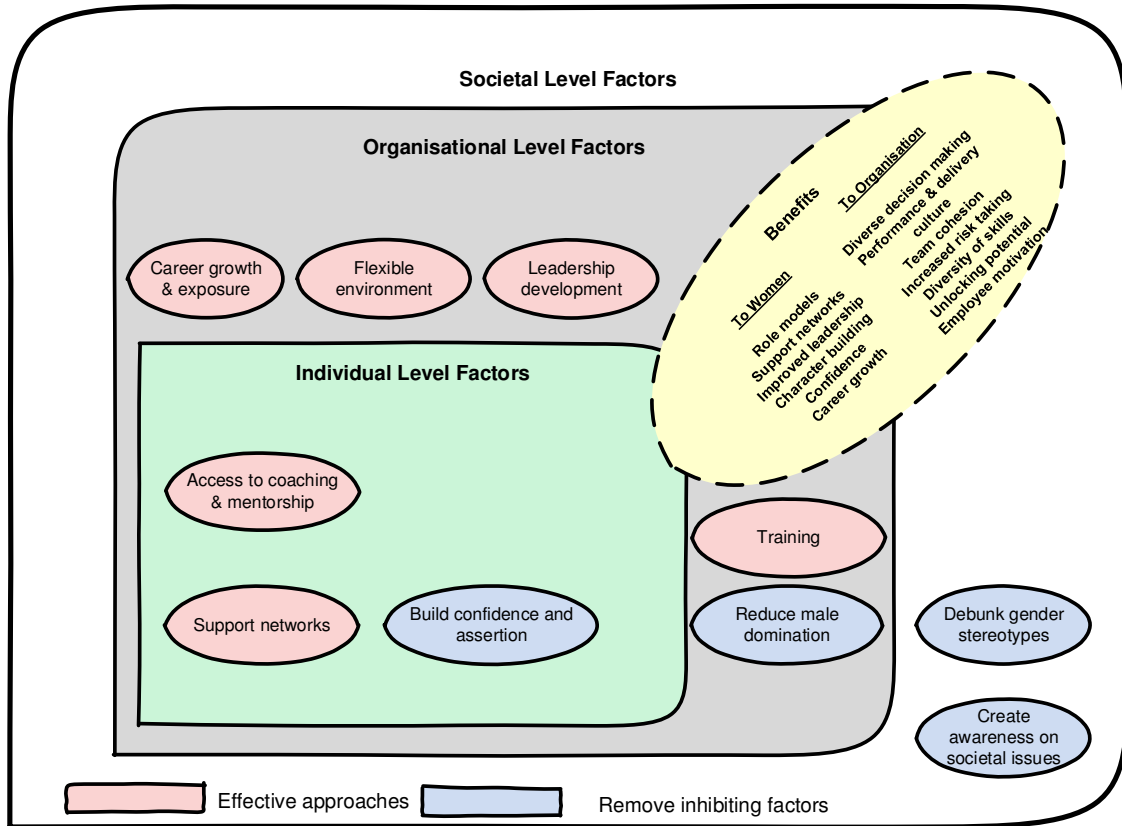 Societal Level Factors
Organisational Level Factors
Benefits
To Women
Role models
Support networks
Improved leadership
Character building
Confidence
Career growth
To Organisation
Diverse decision making
Performance & delivery
culture
Team cohesion
Increased risk taking
Diversity of skills
Unlocking potential
Employee motivation
Career growth
& exposure
Flexible
environment
Leadership
development
Individual Level Factors
Access to coaching
& mentorship
Training
Support networks
Build confidence and
assertion
Reduce male
domination
Debunk gender
stereotypes
Create
awareness on
societal issues
Effective approaches
Remove inhibiting factors